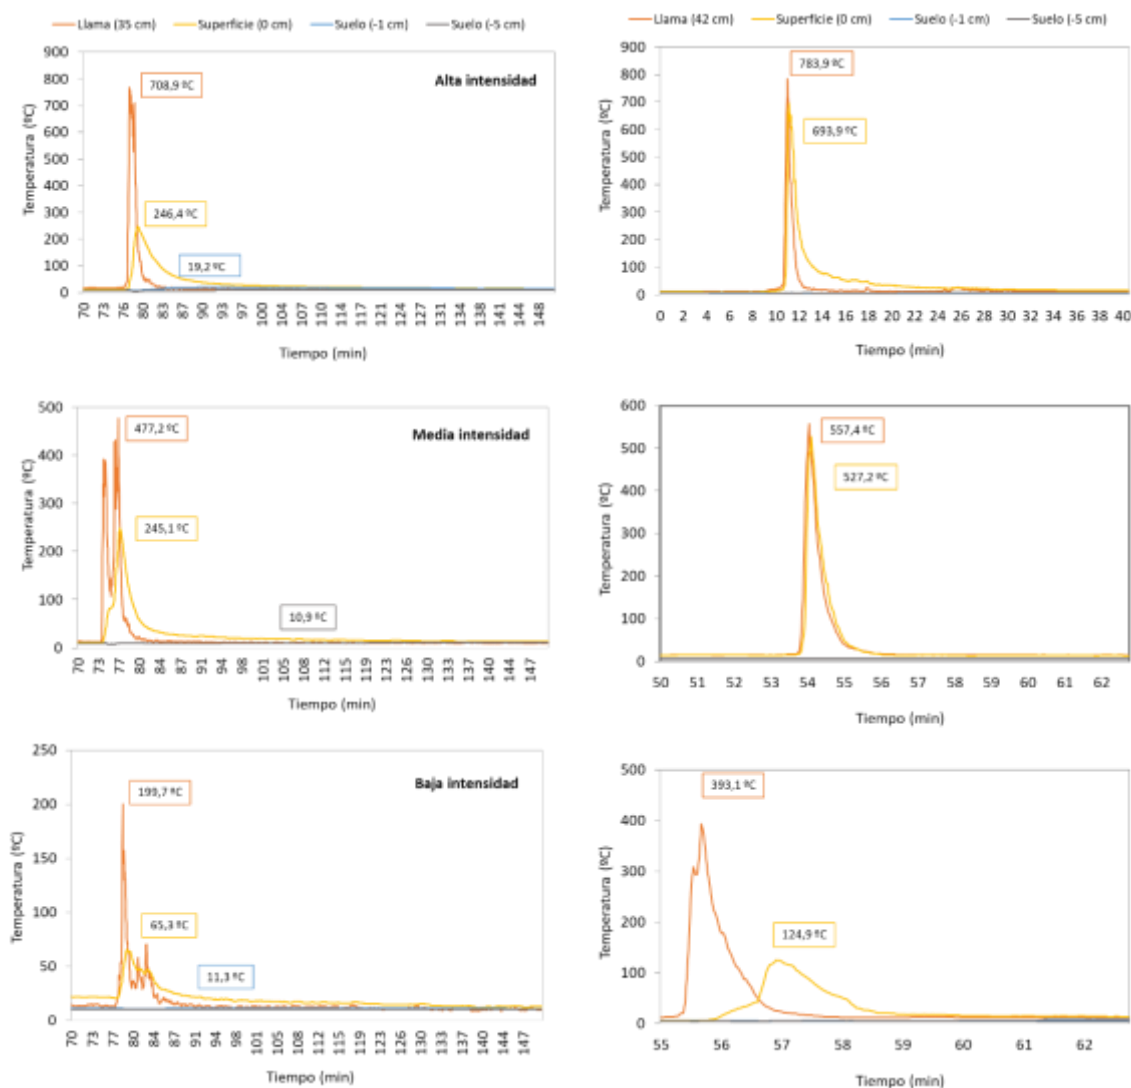 Llama (35 cm) Superficie (0 cm) Suelo (-1 cm) Suelo (-5 cm)
900
800
700
600
500
400
300
200
100
0
Temperatura (ºC)
Alta intensidad
708,9 ºC
246,4 ºC
19,2 ºC
70 73 76 80 83 87 90 93 97 100 104 107 110 114 117 121 124 127 131 134 138 141 144 148
Tiempo (min)
Llama (42 cm) Superficie (0 cm) Suelo (-1 cm) Suelo (-5 cm)
900
800
700
600
500
400
300
200
100
0
Temperatura (ºC)
783,9 ºC
693,9 ºC
0 2 4 6 8 10 12 14 16 18 20 22 24 26 28 30 32 34 36 38 40
Tiempo (min)
500
400
300
200
100
0
Temperatura (ºC)
Media intensidad
477,2 ºC
245,1 ºC
10,9 ºC
70 73 77 80 84 87 91 94 98 101 105 108 112 115 119 123 126 130 133 137 140 144 147
Tiempo (min)
600
500
400
300
200
100
0
Temperatura (ºC)
557,4 ºC
527,2 ºC
50 51 52 53 54 55 56 57 58 59 60 61 62
Tiempo (min)
250
200
150
100
50
0
Temperatura (ºC)
Baja intensidad
199,7 ºC
65,3 ºC
11,3 ºC
70 73 77 80 84 87 91 94 98 101 105 108 112 115 119 123 126 130 133 137 140 144 147
Tiempo (min)
500
400
300
200
100
0
Temperatura (ºC)
393,1 ºC
124,9 ºC
55 56 57 58 59 60 61 62
Tiempo (min)